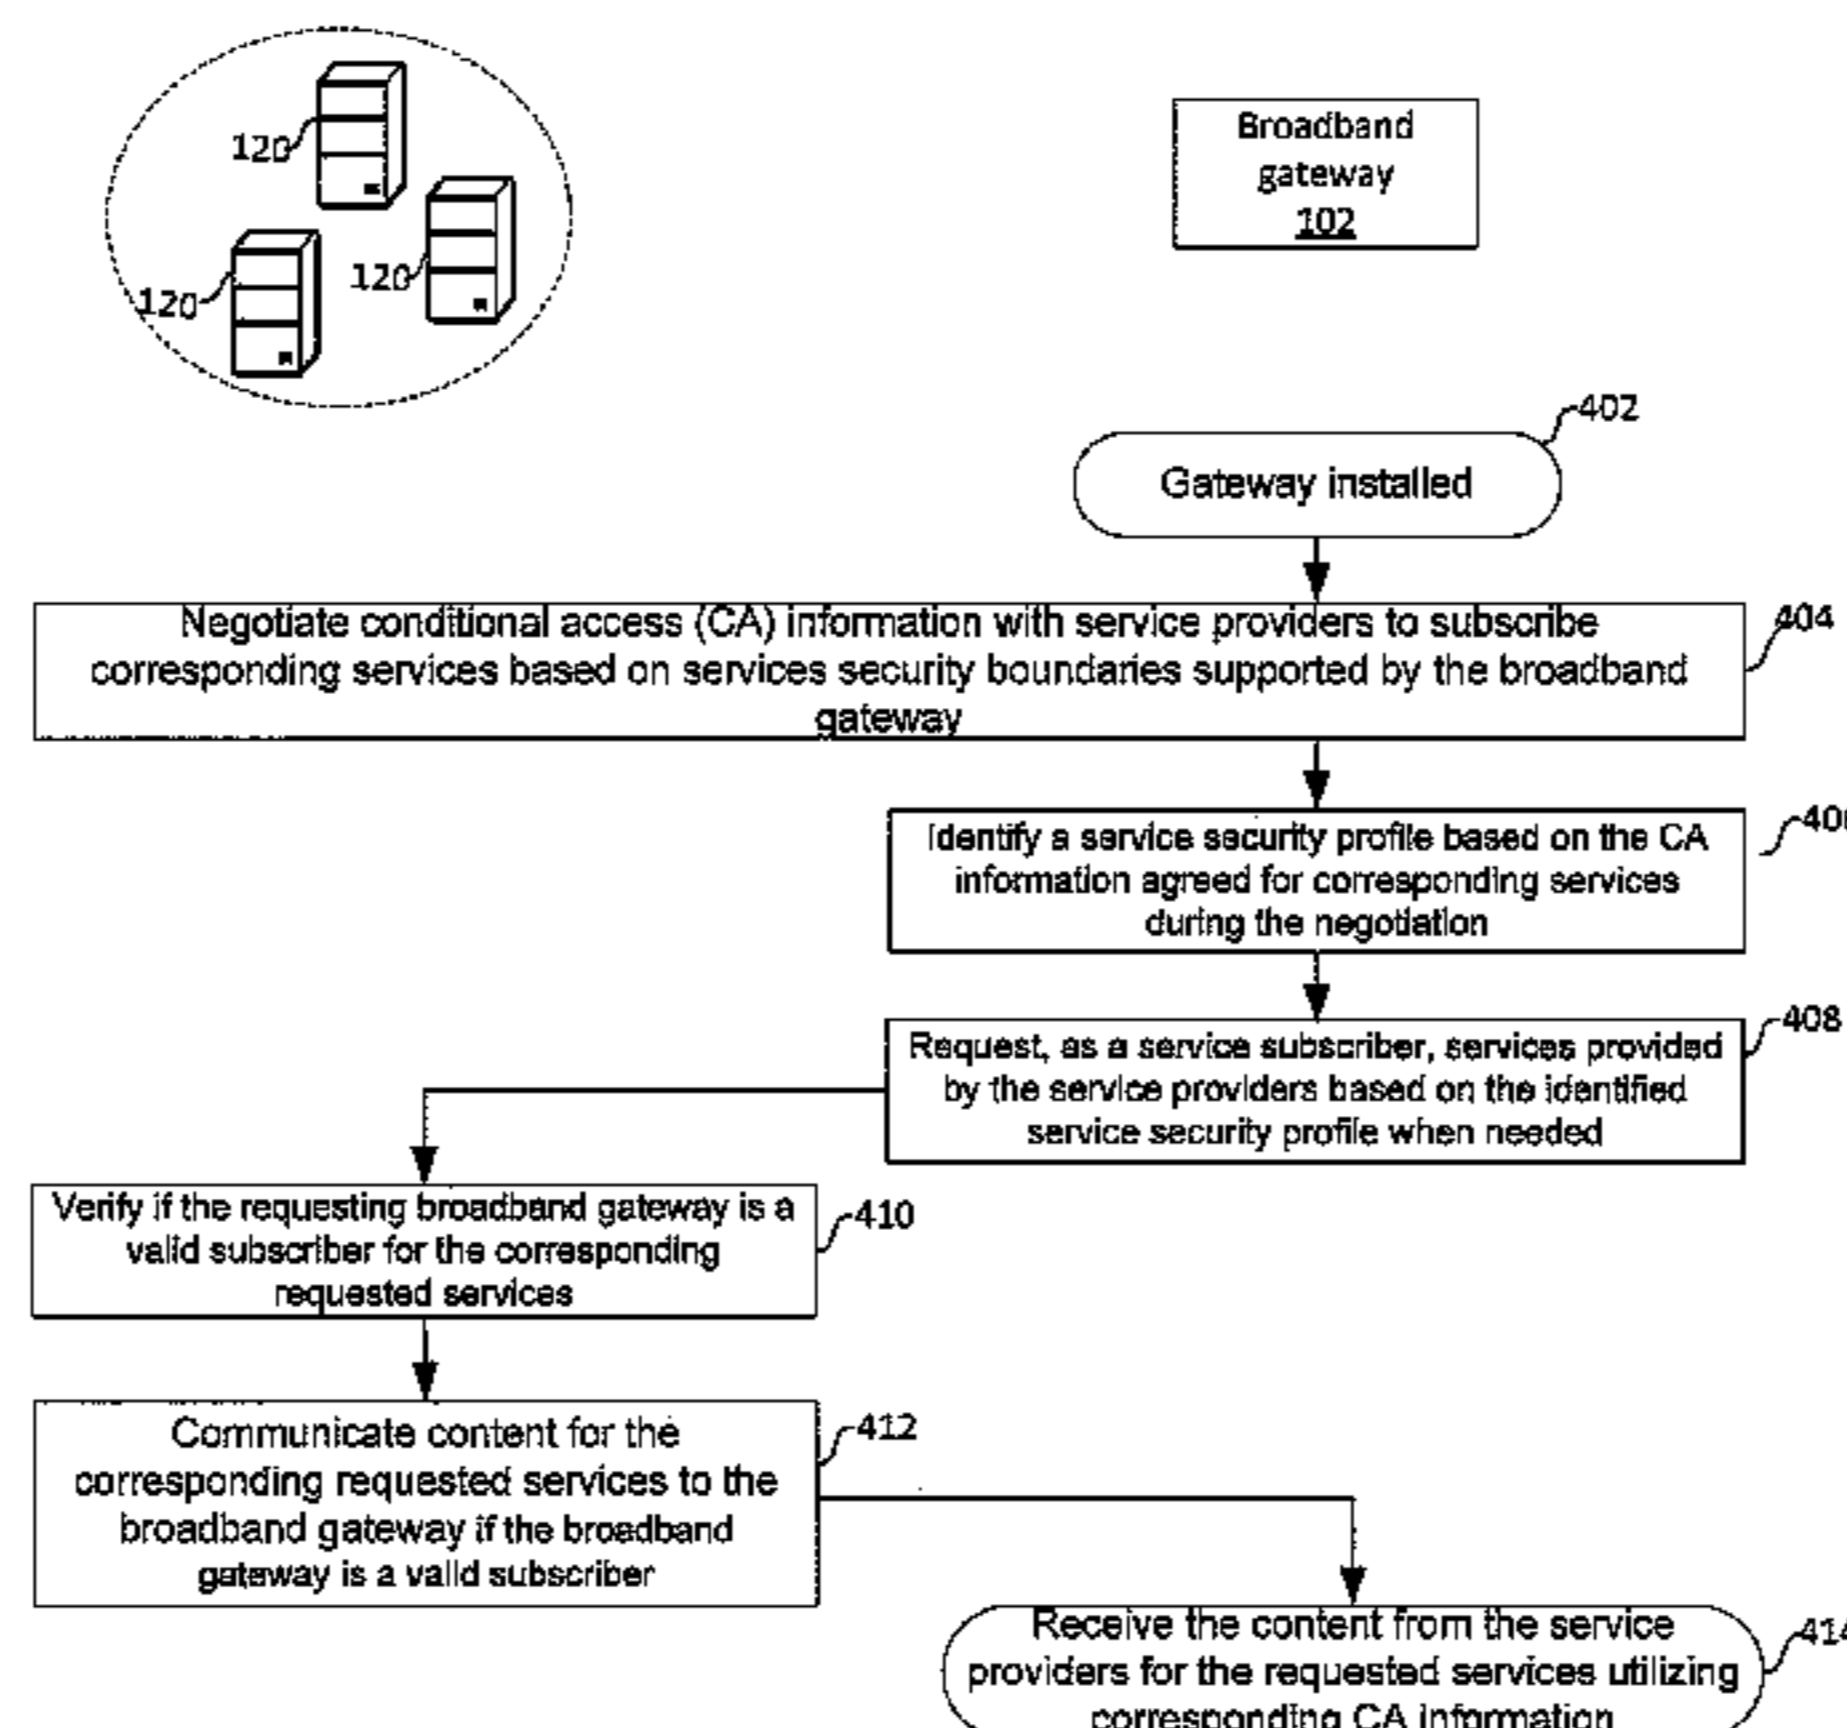 120
120
120
Broadband
gateway
102
402
Gateway installed
404
Negotiate conditional access (CA) information with service providers to subscribe
corresponding services based on services security boundaries supported by the broadband
gateway
Identify a service security profile based on the CA
information agreed for corresponding services
during the negotiation
408
Request, as a service subscriber, services provided
by the service providers based on the identified
service security profile when needed
Verify if the requesting broadband gateway is a
valid subscriber for the corresponding
requested services
410
Communicate content for the
corresponding requested services to the
broadband gateway if the broadband
gateway is a valid subscriber
412
Receive the content from the service
providers for the requested services utilizing
corresponding CA information
414